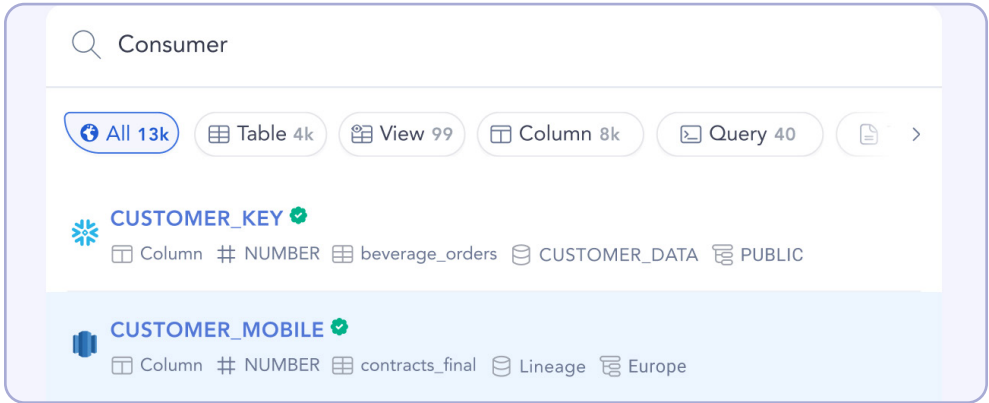 Consumer
All 13k Table 4k View 99 Column 8k Query 40
CUSTOMER_KEY
Column NUMBER beverage_orders CUSTOMER_DATA PUBLIC
CUSTOMER_MOBILE
Column NUMBER contracts_final Lineage Europe